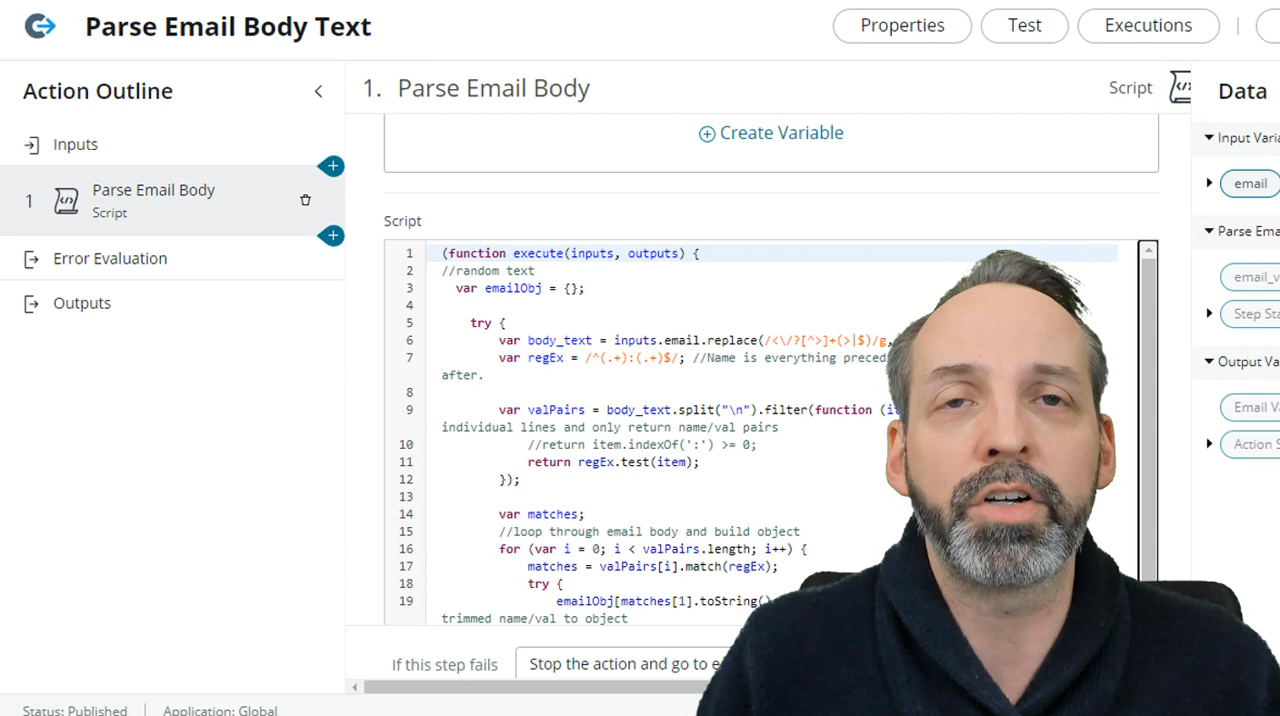 Parse Email Body Text
Properties
Test
Executions
Action Outline
Inputs
1
Parse Email Body
Script
Error Evaluation
Outputs
1. Parse Email Body
Script
Create Variable
Script
1 (function execute(inputs, outputs) {
2 //random text
3 var emailObj = {};
4
5 try {
6 var body_text = inputs.email.replace(/<\/?[^>]+(>|$)/g,
7 var regEx = /^(.+):(.+)$/; //Name is everything preced
after.
8
9 var valPairs = body_text.split("\n").filter(function (it
individual lines and only return name/val pairs
10 //return item.indexOf(':') >= 0;
11 return regEx.test(item);
12 });
13
14 var matches;
15 //loop through email body and build object
16 for (var i = 0; i < valPairs.length; i++) {
17 matches = valPairs[i].match(regEx);
18 try {
19 emailObj[matches[1].toString()
trimmed name/val to object
If this step fails
Stop the action and go to e
Data
Input Varia
email
Parse Ema
email_v
Step Sta
Output Va
Email Va
Action S
Status: Published
Application: Global